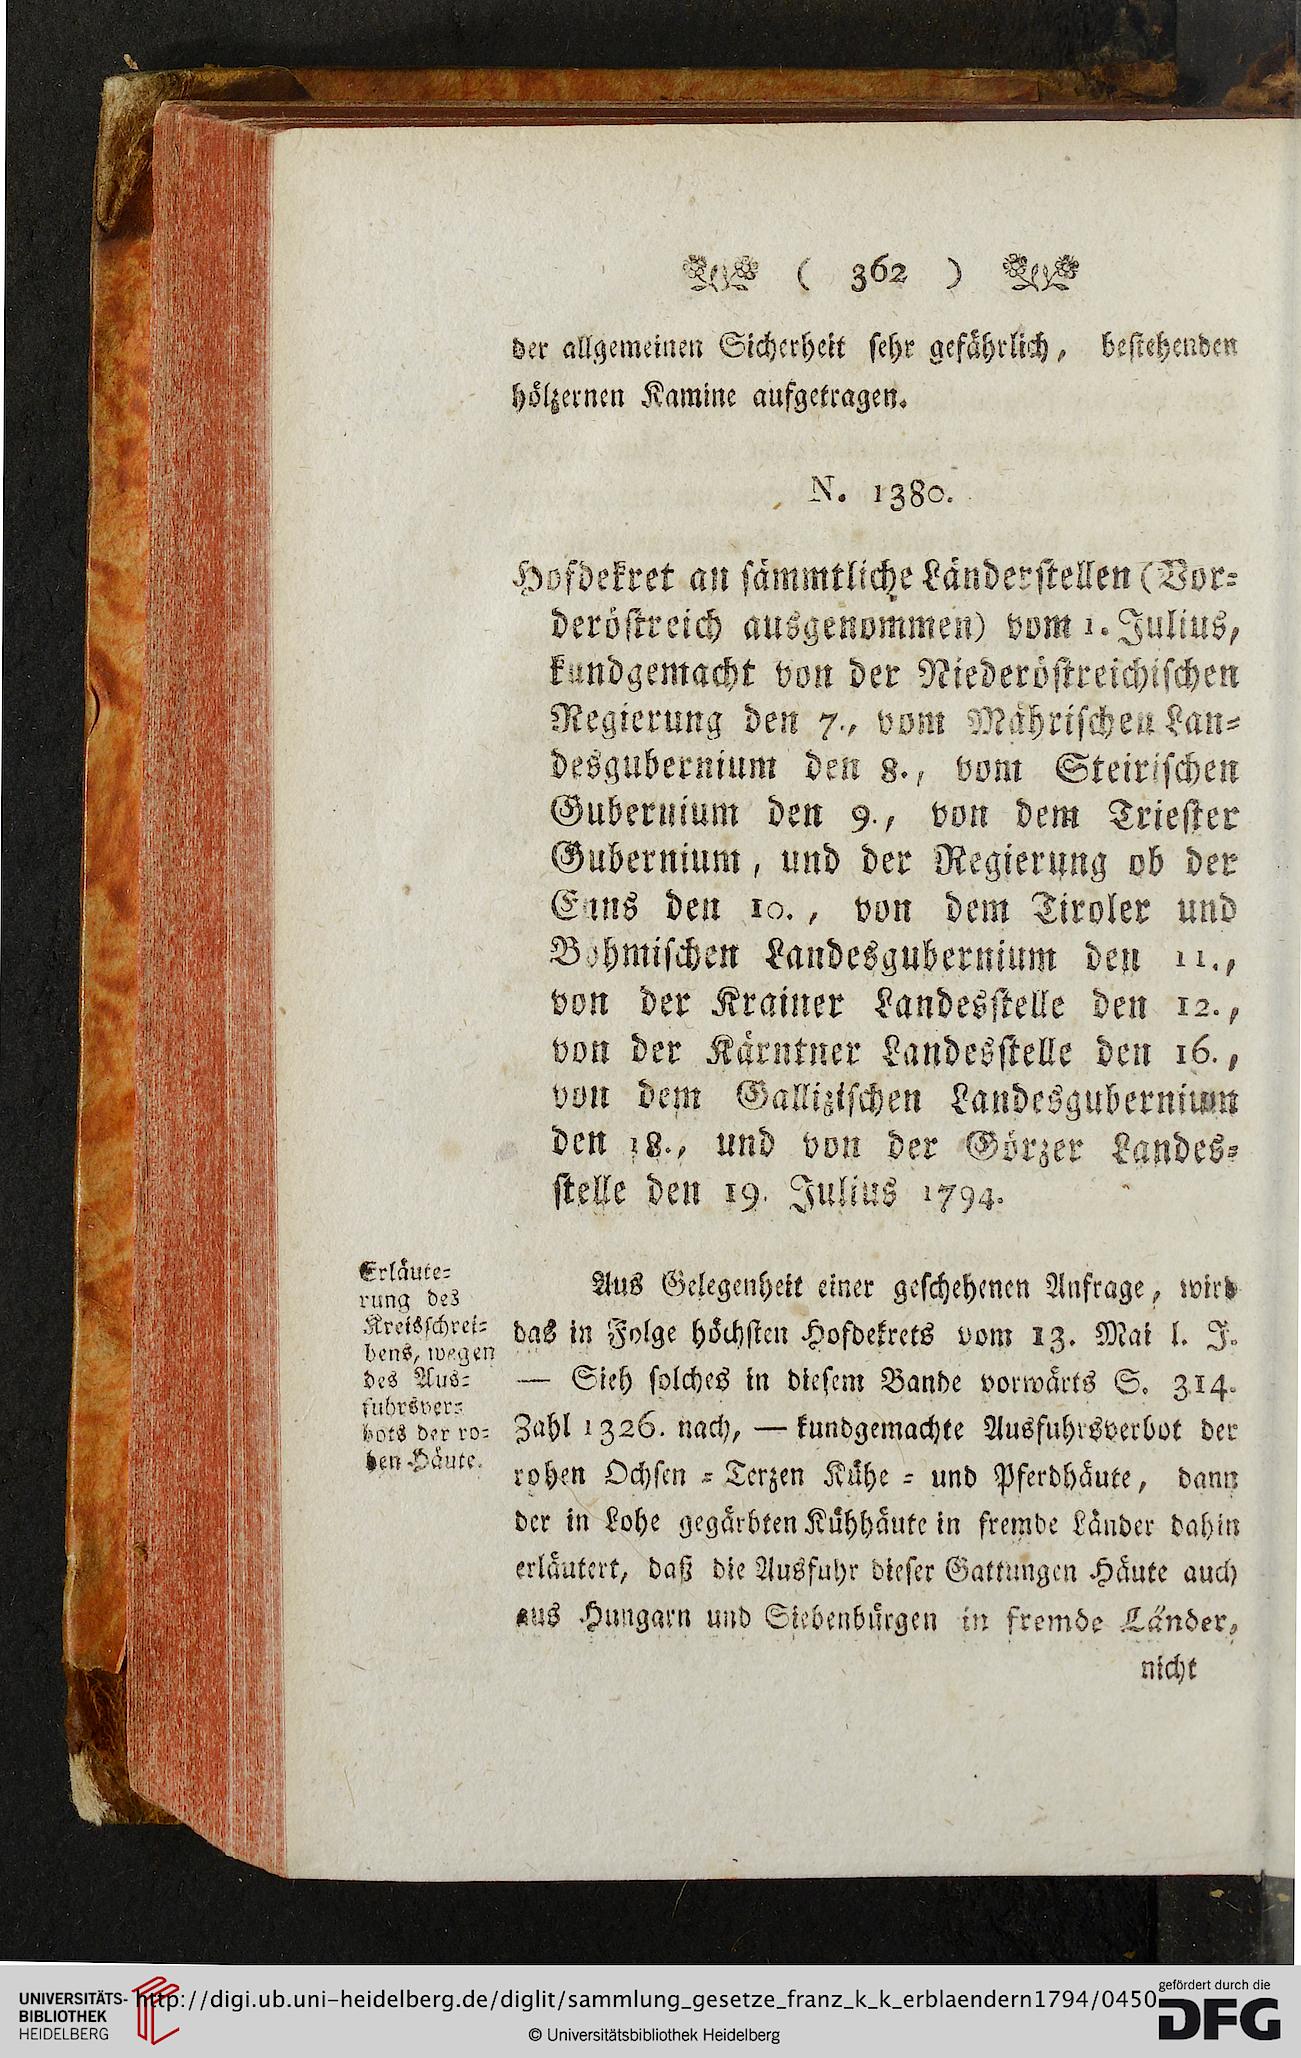 ( 362 )
der allgemeinen Sicherheit sehr gefährlich, bestehenden
hölzernen Kamine aufgetragen.
N. 1380.
Hofdekret an sämmtliche Länderstellen (Vor=
deröstreich ausgenommen) vom 1. Julius,
kundgemacht von der Niederöstreichischen
Regierung den 7., vom Mährischen Lan=
desgubernium den 8., vom Steirischen
Gubernium den 9., von dem Triester
Gubernium, und der Regierung ob der
Enns den 10., von dem Tiroler und
Böhmischen Landesgubernium den 11.,
von der Krainer Landesstelle den 12.,
von der Kärntner Landesstelle den 16.,
von dem Gallizischen Landesgubernium
den 18., und von der Görzer Landes=
stelle den 19. Julius 1794.
Erläute=
rung des
Kreisschrei=
bens, wegen
des Aus=
fuhrsver=
bots der ro=
hen Häute.
Aus Gelegenheit einer geschehenen Anfrage, wird
das in Folge höchsten Hofdekrets vom 13. Mai l. J.
— Sieh solches in diesem Bande vorwärts S. 314.
Zahl 1326. nach, — kundgemachte Ausfuhrsverbot der
rohen Ochsen = Terzen Kühe = und Pferdhäute, dann
der in Lohe gegärbten Kühhäute in fremde Länder dahin
erläutert, daß die Ausfuhr dieser Gattungen Häute auch
aus Hungarn und Siebenbürgen in fremde Länder,
nicht
UNIVERSITÄTS-
BIBLIOTHEK
HEIDELBERG
http://digi.ub.uni-heidelberg.de/diglit/sammlung_gesetze_franz_k_k_erblaendern1794/0450
© Universitätsbibliothek Heidelberg
gefördert durch die
DFG